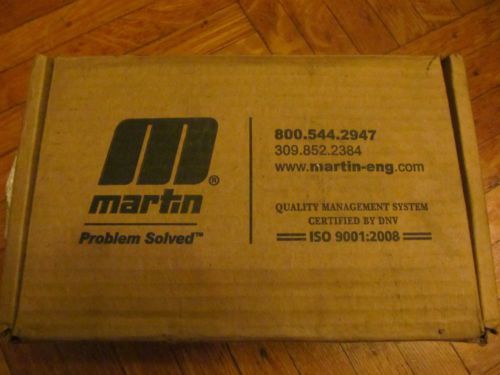 martin®
Problem Solved™
800.544.2947
309.852.2384
www.martin-eng.com
QUALITY MANAGEMENT SYSTEM
CERTIFIED BY DNV
ISO 9001:2008